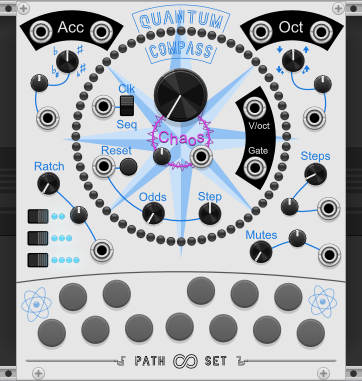 Acc
QUANTUM
COMPASS
Oct
Clk
Seq
Chaos
V/oct
Gate
Reset
Ratch
Odds
Step
Steps
Mutes
PATH SET